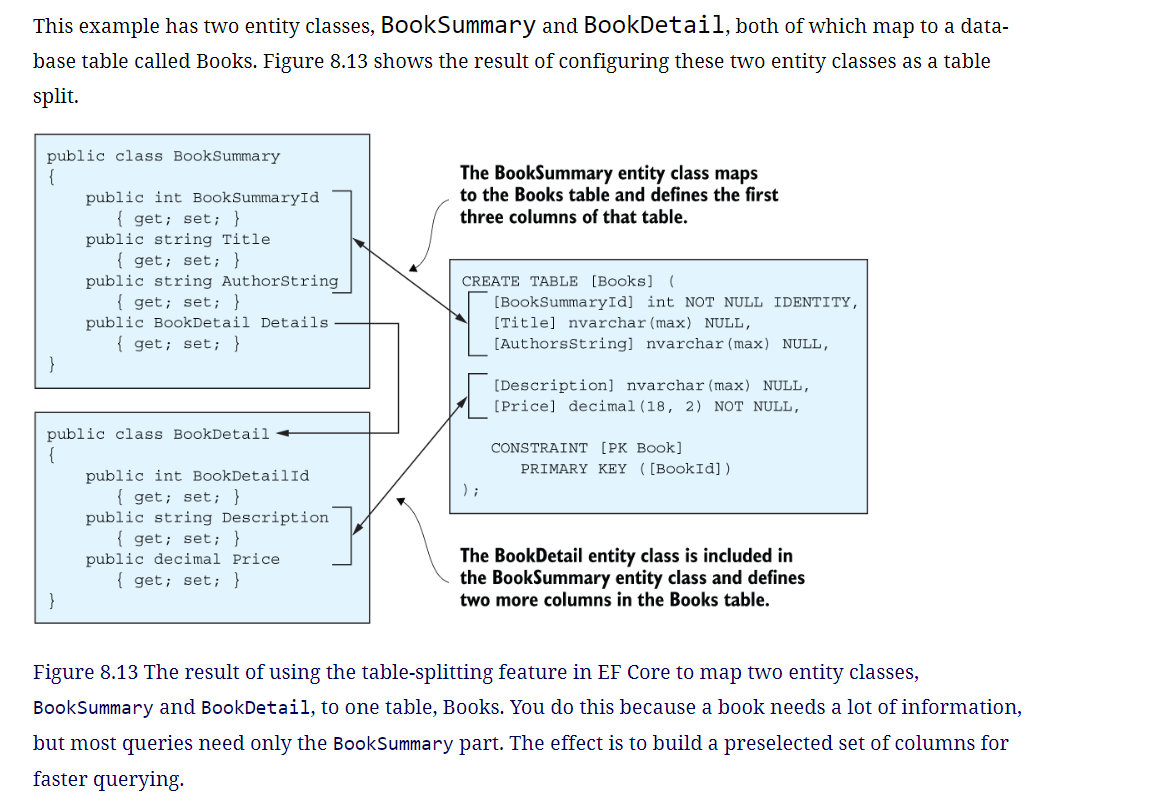 This example has two entity classes, BookSummary and BookDetail, both of which map to a data-
base table called Books. Figure 8.13 shows the result of configuring these two entity classes as a table
split.
public class BookSummary
{
public int BookSummaryId
{ get; set; }
public string Title
{ get; set; }
public string AuthorString
{ get; set; }
public BookDetail Details
{ get; set; }
}
public class BookDetail
{
public int BookDetailId
{ get; set; }
public string Description
{ get; set; }
public decimal Price
{ get; set; }
}
The BookSummary entity class maps
to the Books table and defines the first
three columns of that table.
CREATE TABLE [Books] (
[BookSummaryId] int NOT NULL IDENTITY,
[Title] nvarchar(max) NULL,
[AuthorsString] nvarchar(max) NULL,
[Description] nvarchar(max) NULL,
[Price] decimal(18, 2) NOT NULL,
CONSTRAINT [PK Book]
PRIMARY KEY ([BookId])
);
The BookDetail entity class is included in
the BookSummary entity class and defines
two more columns in the Books table.
Figure 8.13 The result of using the table-splitting feature in EF Core to map two entity classes,
BookSummary and BookDetail, to one table, Books. You do this because a book needs a lot of information,
but most queries need only the BookSummary part. The effect is to build a preselected set of columns for
faster querying.